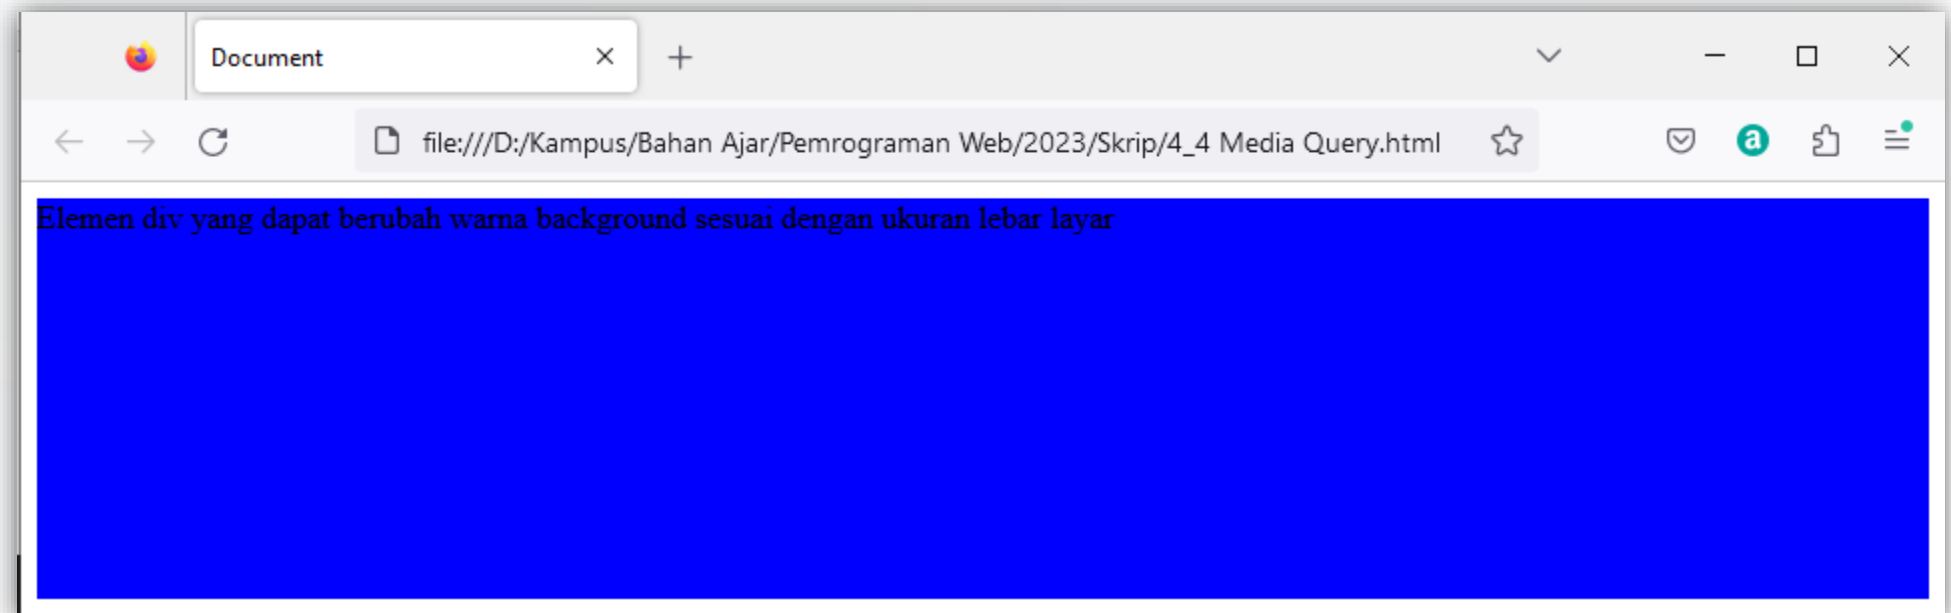 Document
file:///D:/Kampus/Bahan Ajar/Pemrograman Web/2023/Skrip/4_4 Media Query.html
a
Elemen div yang dapat berubah warna background sesuai dengan ukuran lebar layar